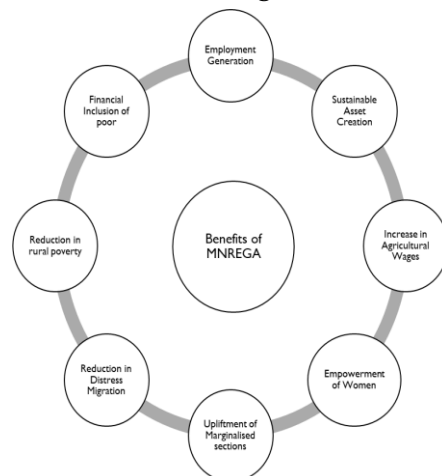 Employment
Generation
Sustainable
Asset
Creation
Increase in
Agricultural
Wages
Empowerment
of Women
Upliftment of
Marginalised
sections
Reduction in
Distress
Migration
Reduction in
rural poverty
Financial
Inclusion of
poor
Benefits of
MNREGA